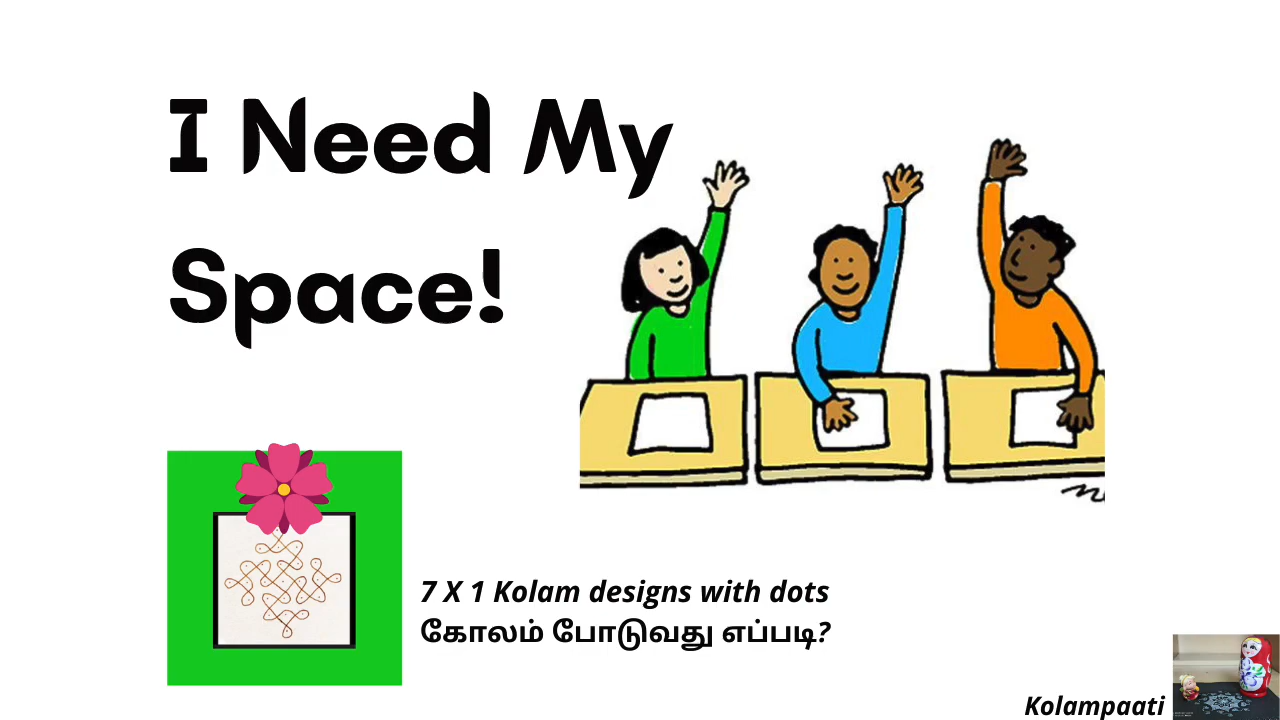 I Need My
Space!
7 X 1 Kolam designs with dots
கோலம் போடுவது எப்படி?
Kolampaati